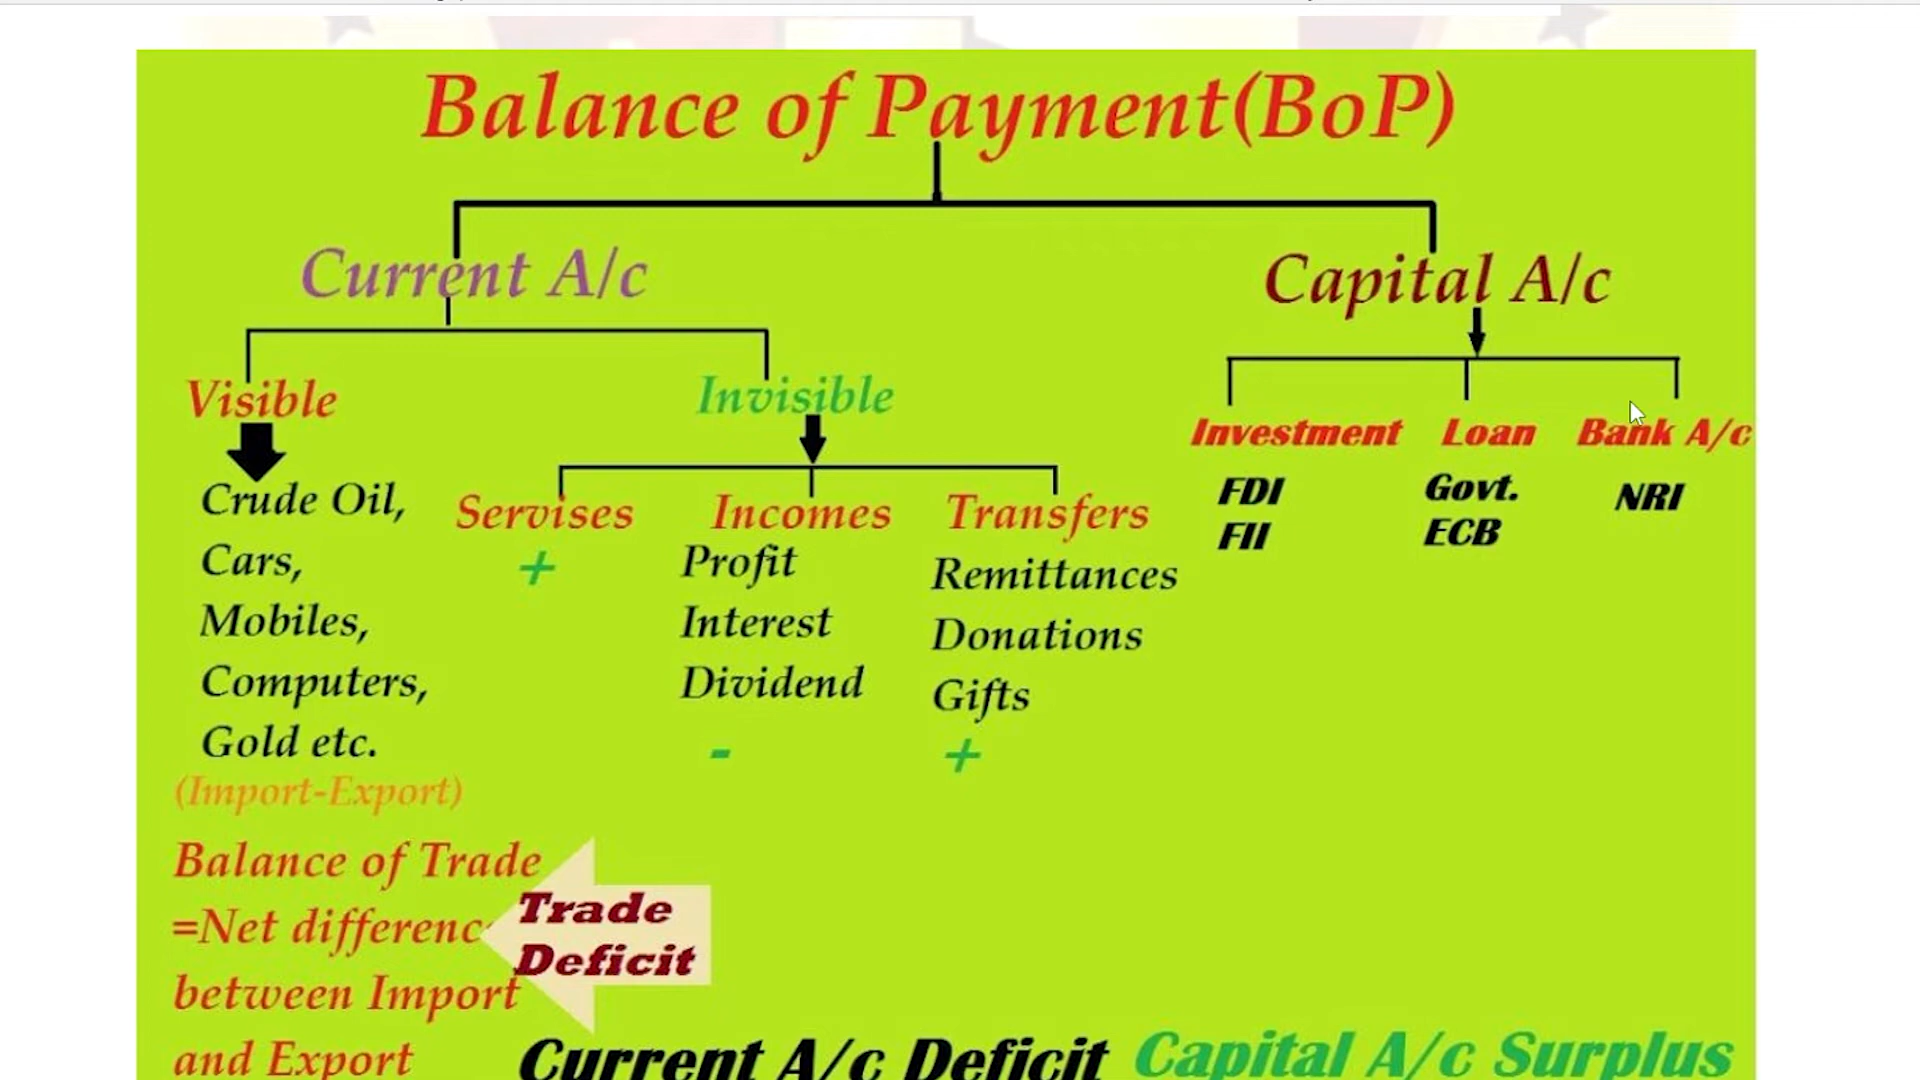 Balance of Payment(BoP)
Current A/c
Capital A/c
Visible
Invisible
Investment
Loan
Bank A/c
FDI
FII
Govt.
ECB
NRI
Crude Oil,
Cars,
Mobiles,
Computers,
Gold etc.
(Import-Export)
Servises
+
Incomes
Profit
Interest
Dividend
-
Transfers
Remittances
Donations
Gifts
+
Balance of Trade
=Net differenc
between Import
and Export
Trade
Deficit
Current A/c Deficit
Capital A/c Surplus